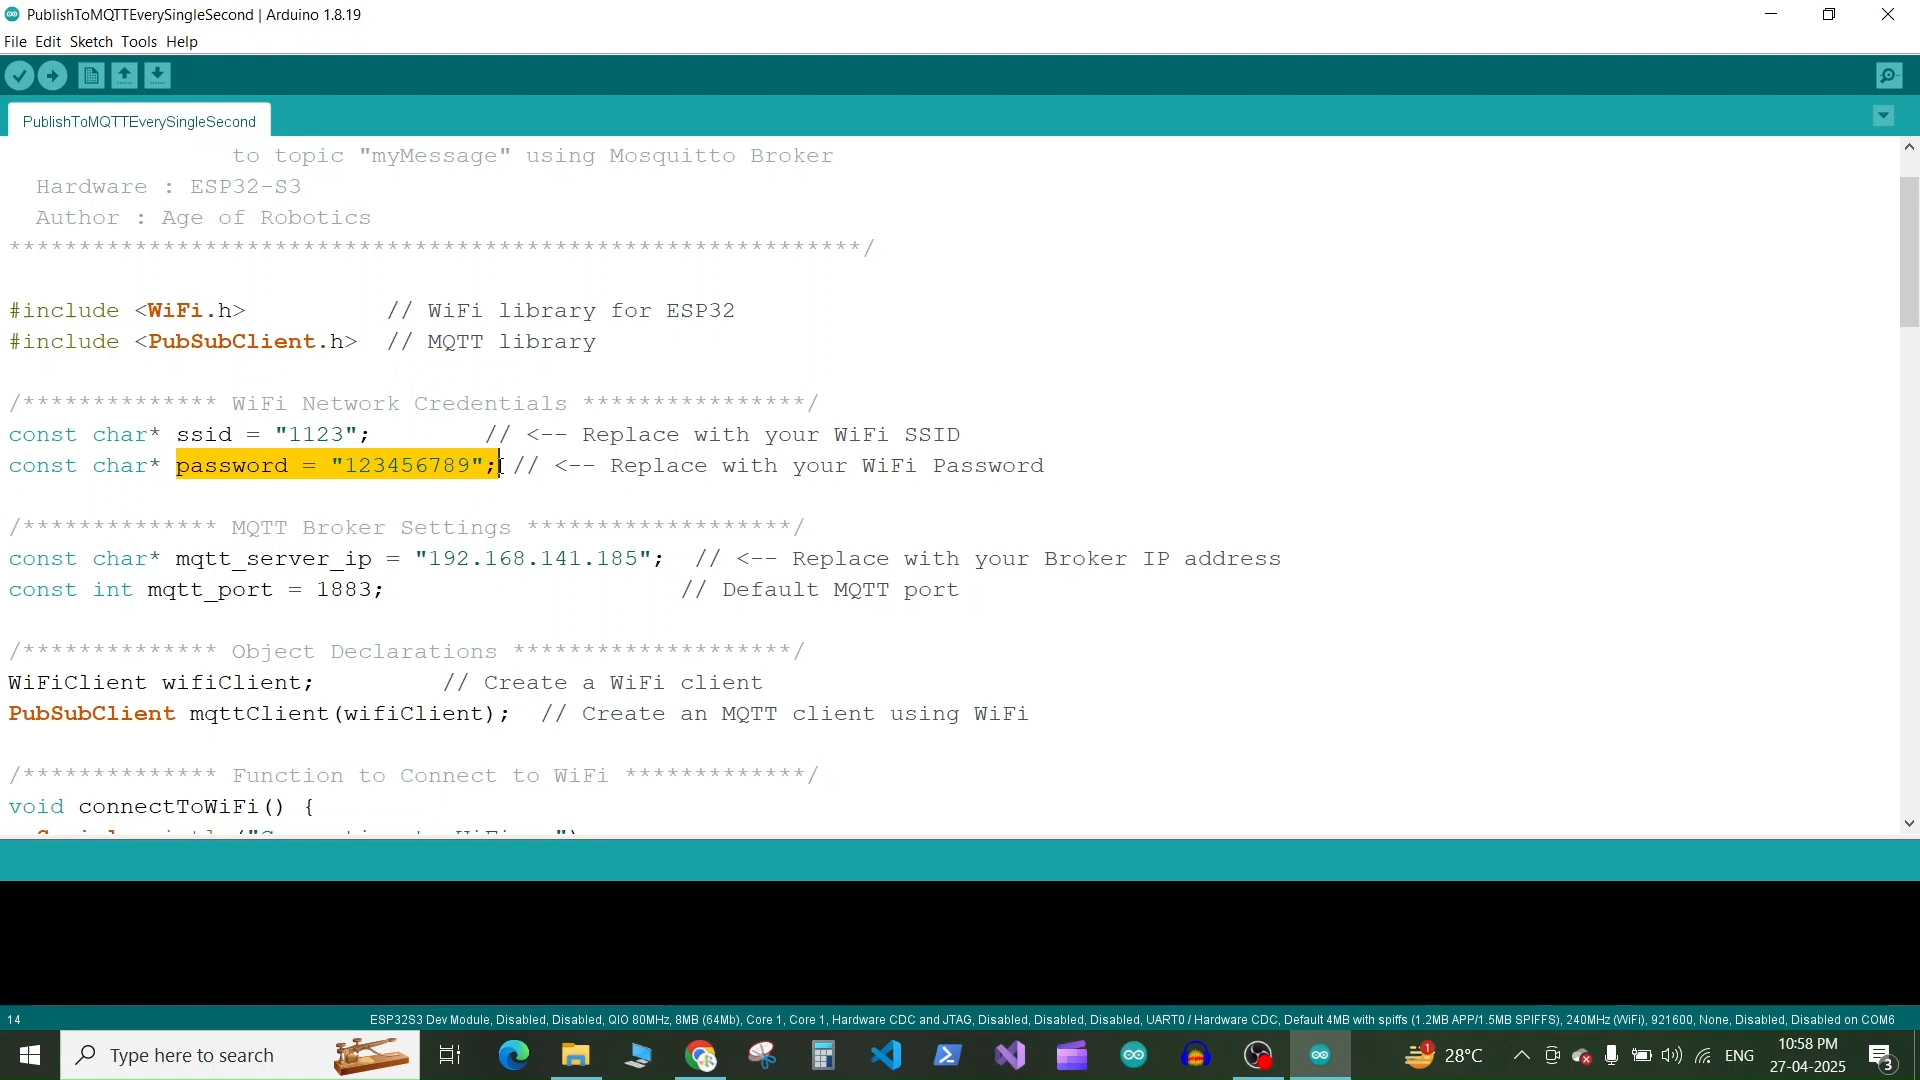 PublishToMQTTEverySingleSecond | Arduino 1.8.19
File Edit Sketch Tools Help
PublishToMQTTEverySingleSecond
to topic "myMessage" using Mosquitto Broker
Hardware : ESP32-S3
Author : Age of Robotics
*************************************************************/
#include <WiFi.h> // WiFi library for ESP32
#include <PubSubClient.h> // MQTT library
/************** WiFi Network Credentials ****************/
const char* ssid = "1123"; // <-- Replace with your WiFi SSID
const char* password = "123456789"; // <-- Replace with your WiFi Password
/************** MQTT Broker Settings *******************/
const char* mqtt_server_ip = "192.168.141.185"; // <-- Replace with your Broker IP address
const int mqtt_port = 1883; // Default MQTT port
/************** Object Declarations ********************/
WiFiClient wifiClient; // Create a WiFi client
PubSubClient mqttClient(wifiClient); // Create an MQTT client using WiFi
/************** Function to Connect to WiFi *************/
void connectToWiFi() {
14
ESP32S3 Dev Module, Disabled, Disabled, QIO 80MHz, 8MB (64Mb), Core 1, Core 1, Hardware CDC and JTAG, Disabled, Disabled, Disabled, UART0 / Hardware CDC, Default 4MB with spiffs (1.2MB APP/1.5MB SPIFFS), 240MHz (WiFi), 921600, None, Disabled, Disabled on COM6
Type here to search
1
28°C
ENG
10:58 PM
27-04-2025
3